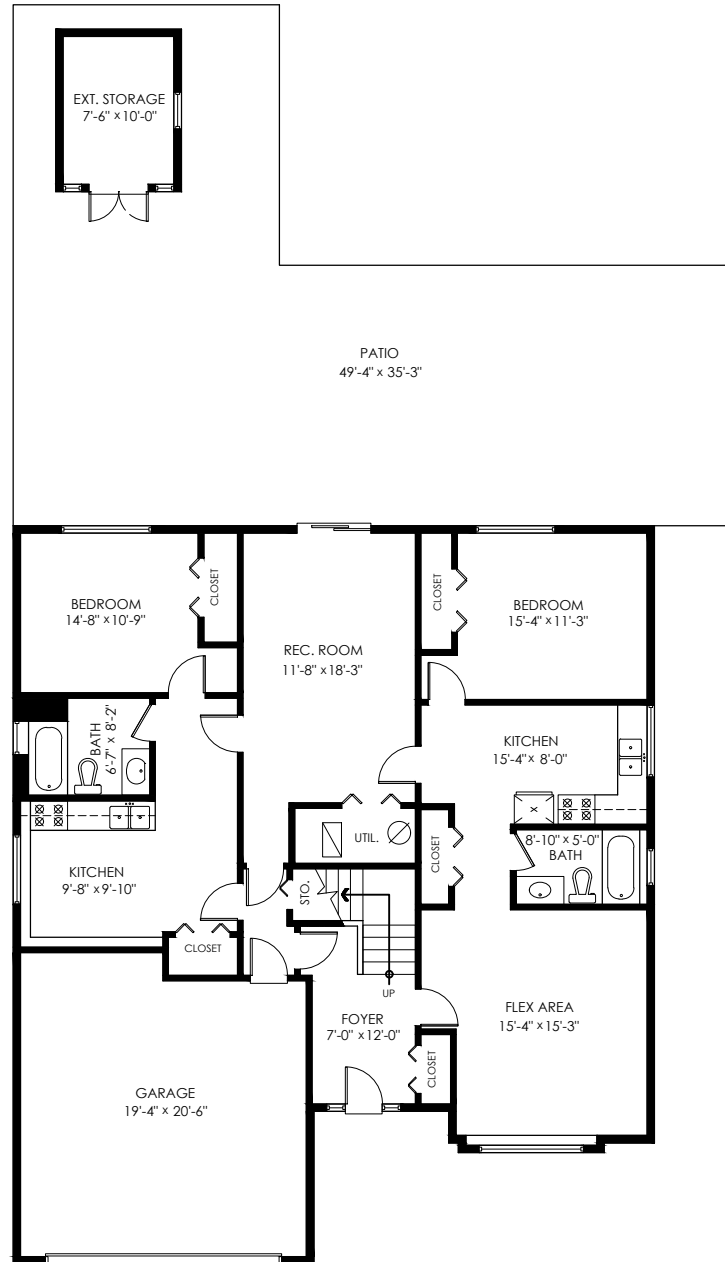 EXT. STORAGE
7'-6" x 10'-0"
PATIO
49'-4" x 35'-3"
BEDROOM
14'-8" x 10'-9"
CLOSET
REC. ROOM
11'-8" x 18'-3"
CLOSET
BEDROOM
15'-4" x 11'-3"
BATH
6'-7" x 8'-2"
KITCHEN
15'-4" x 8'-0"
UTIL.
CLOSET
8'-10" x 5'-0"
BATH
KITCHEN
9'-8" x 9'-10"
STO.
CLOSET
UP
FOYER
7'-0" x 12'-0"
FLEX AREA
15'-4" x 15'-3"
CLOSET
GARAGE
19'-4" x 20'-6"